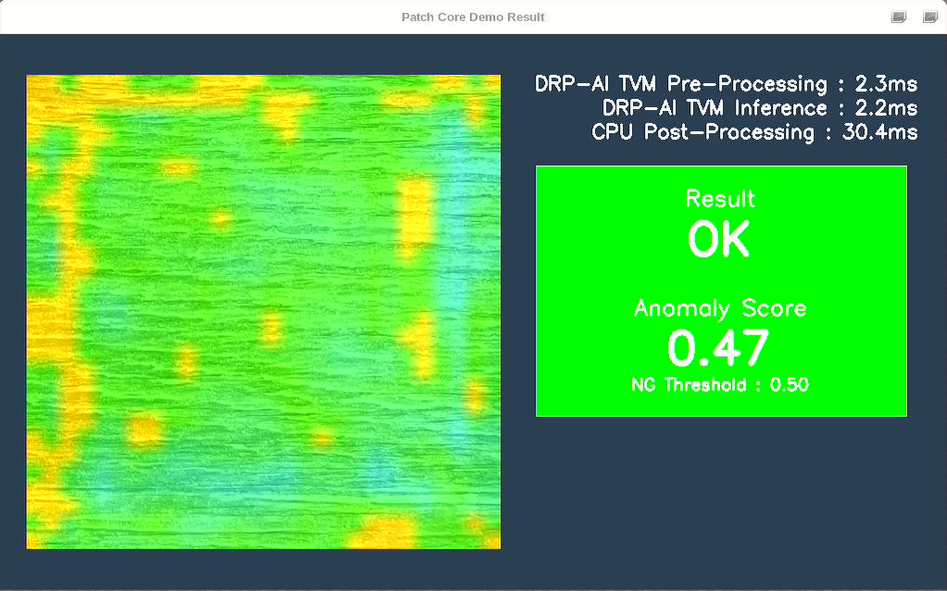 Patch Core Demo Result
DRP-AI TVM Pre-Processing : 2.3ms
DRP-AI TVM Inference : 2.2ms
CPU Post-Processing : 30.4ms
Result
OK
Anomaly Score
0.47
NG Threshold : 0.50